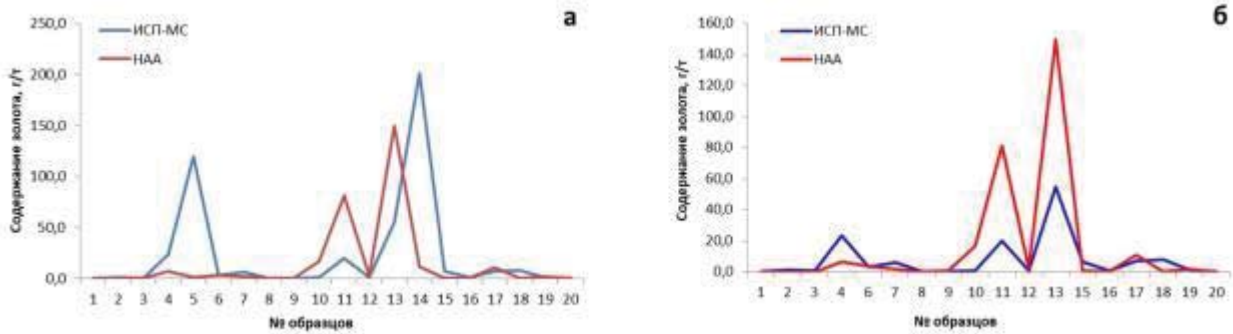 а
Содержание золота, г/т
250,0
200,0
150,0
100,0
50,0
0,0
ИСП-МС
НАА
1 2 3 4 5 6 7 8 9 10 11 12 13 14 15 16 17 18 19 20
№ образцов
б
Содержание золота, г/т
160,0
140,0
120,0
100,0
80,0
60,0
40,0
20,0
0,0
ИСП-МС
НАА
1 2 3 4 6 7 8 9 10 11 12 13 15 16 17 18 19 20
№ образцов